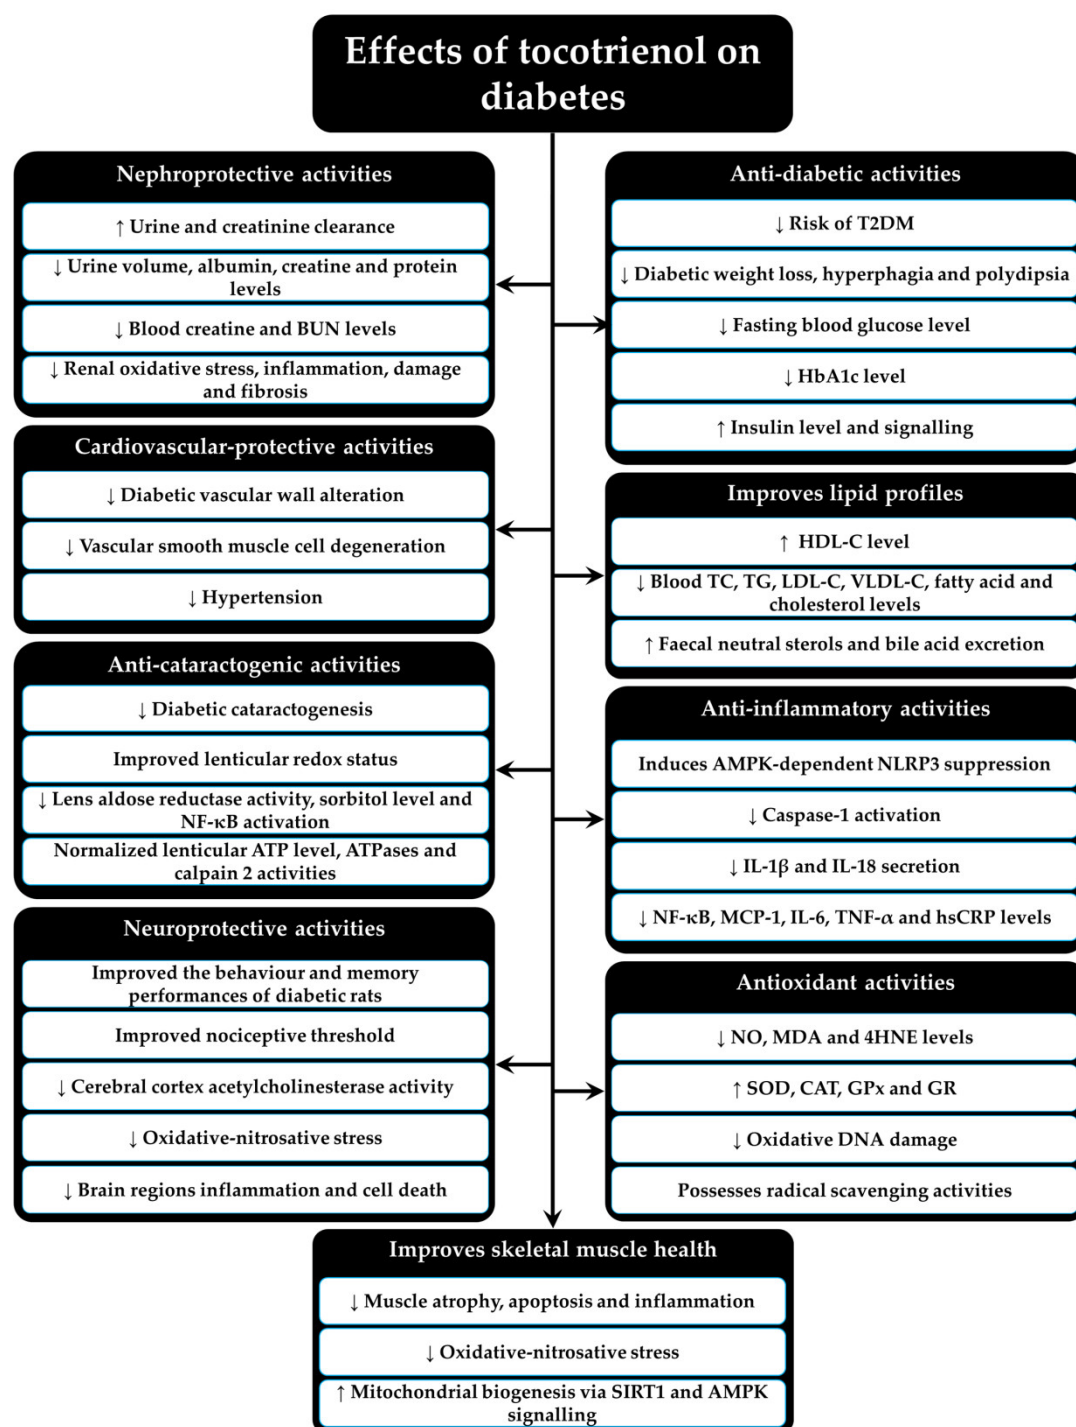 Effects of tocotrienol on
diabetes
Nephroprotective activities
↑ Urine and creatinine clearance
↓ Urine volume, albumin, creatine and protein
levels
↓ Blood creatine and BUN levels
↓ Renal oxidative stress, inflammation, damage
and fibrosis
Cardiovascular-protective activities
↓ Diabetic vascular wall alteration
↓ Vascular smooth muscle cell degeneration
↓ Hypertension
Anti-cataractogenic activities
↓ Diabetic cataractogenesis
Improved lenticular redox status
↓ Lens aldose reductase activity, sorbitol level and
NF-κB activation
Normalized lenticular ATP level, ATPases and
calpain 2 activities
Neuroprotective activities
Improved the behaviour and memory
performances of diabetic rats
Improved nociceptive threshold
↓ Cerebral cortex acetylcholinesterase activity
↓ Oxidative-nitrosative stress
↓ Brain regions inflammation and cell death
Anti-diabetic activities
↓ Risk of T2DM
↓ Diabetic weight loss, hyperphagia and polydipsia
↓ Fasting blood glucose level
↓ HbA1c level
↑ Insulin level and signalling
Improves lipid profiles
↑ HDL-C level
↓ Blood TC, TG, LDL-C, VLDL-C, fatty acid and
cholesterol levels
↑ Faecal neutral sterols and bile acid excretion
Anti-inflammatory activities
Induces AMPK-dependent NLRP3 suppression
↓ Caspase-1 activation
↓ IL-1β and IL-18 secretion
↓ NF-κB, MCP-1, IL-6, TNF-α and hsCRP levels
Antioxidant activities
↓ NO, MDA and 4HNE levels
↑ SOD, CAT, GPx and GR
↓ Oxidative DNA damage
Possesses radical scavenging activities
Improves skeletal muscle health
↓ Muscle atrophy, apoptosis and inflammation
↓ Oxidative-nitrosative stress
↑ Mitochondrial biogenesis via SIRT1 and AMPK
signalling